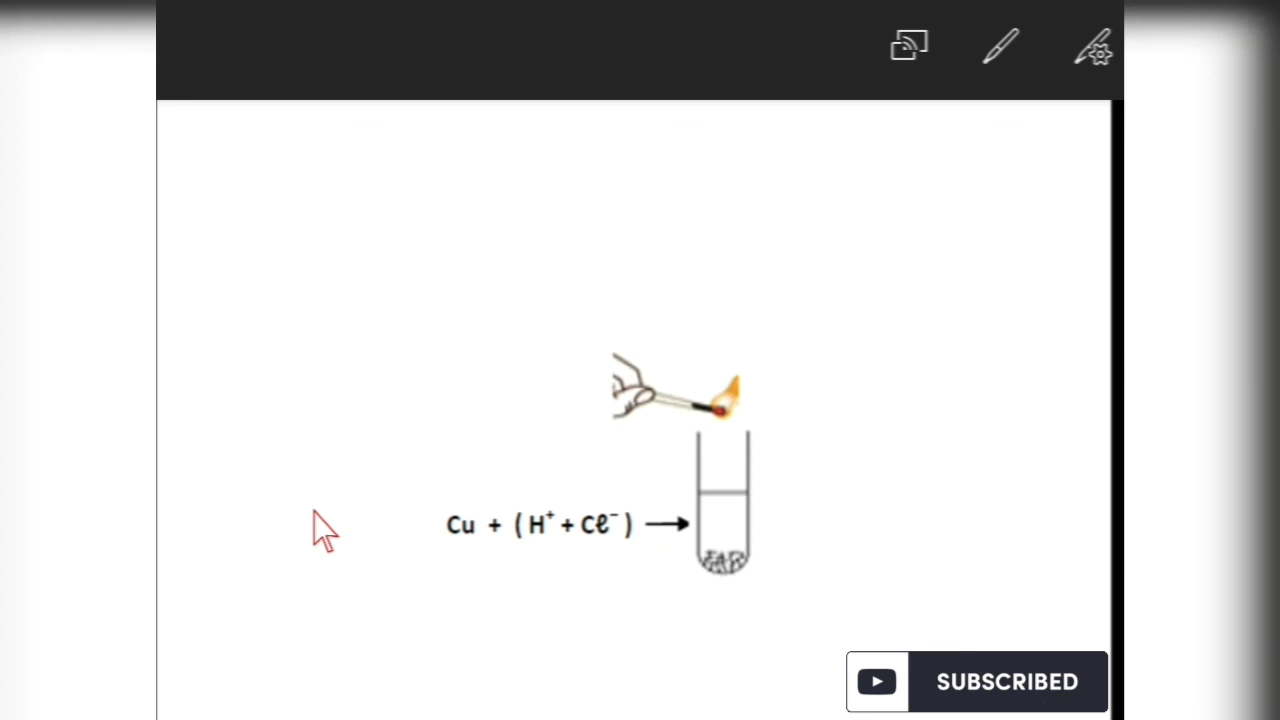 Cu + ( H⁺ + Cℓ⁻ ) ⟶
SUBSCRIBED